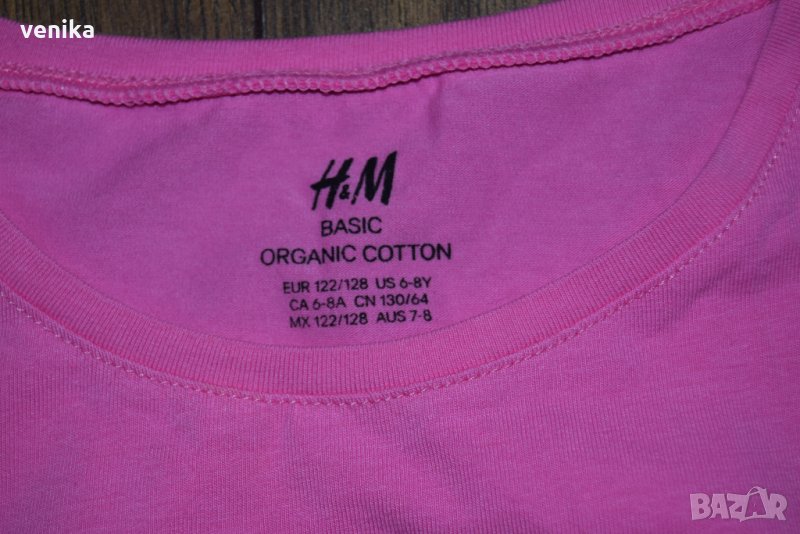 venika
H&M
BASIC
ORGANIC COTTON
EUR 122/128 US 6-8Y
CA 6-8A CN 130/64
MX 122/128 AUS 7-8
BAZAR